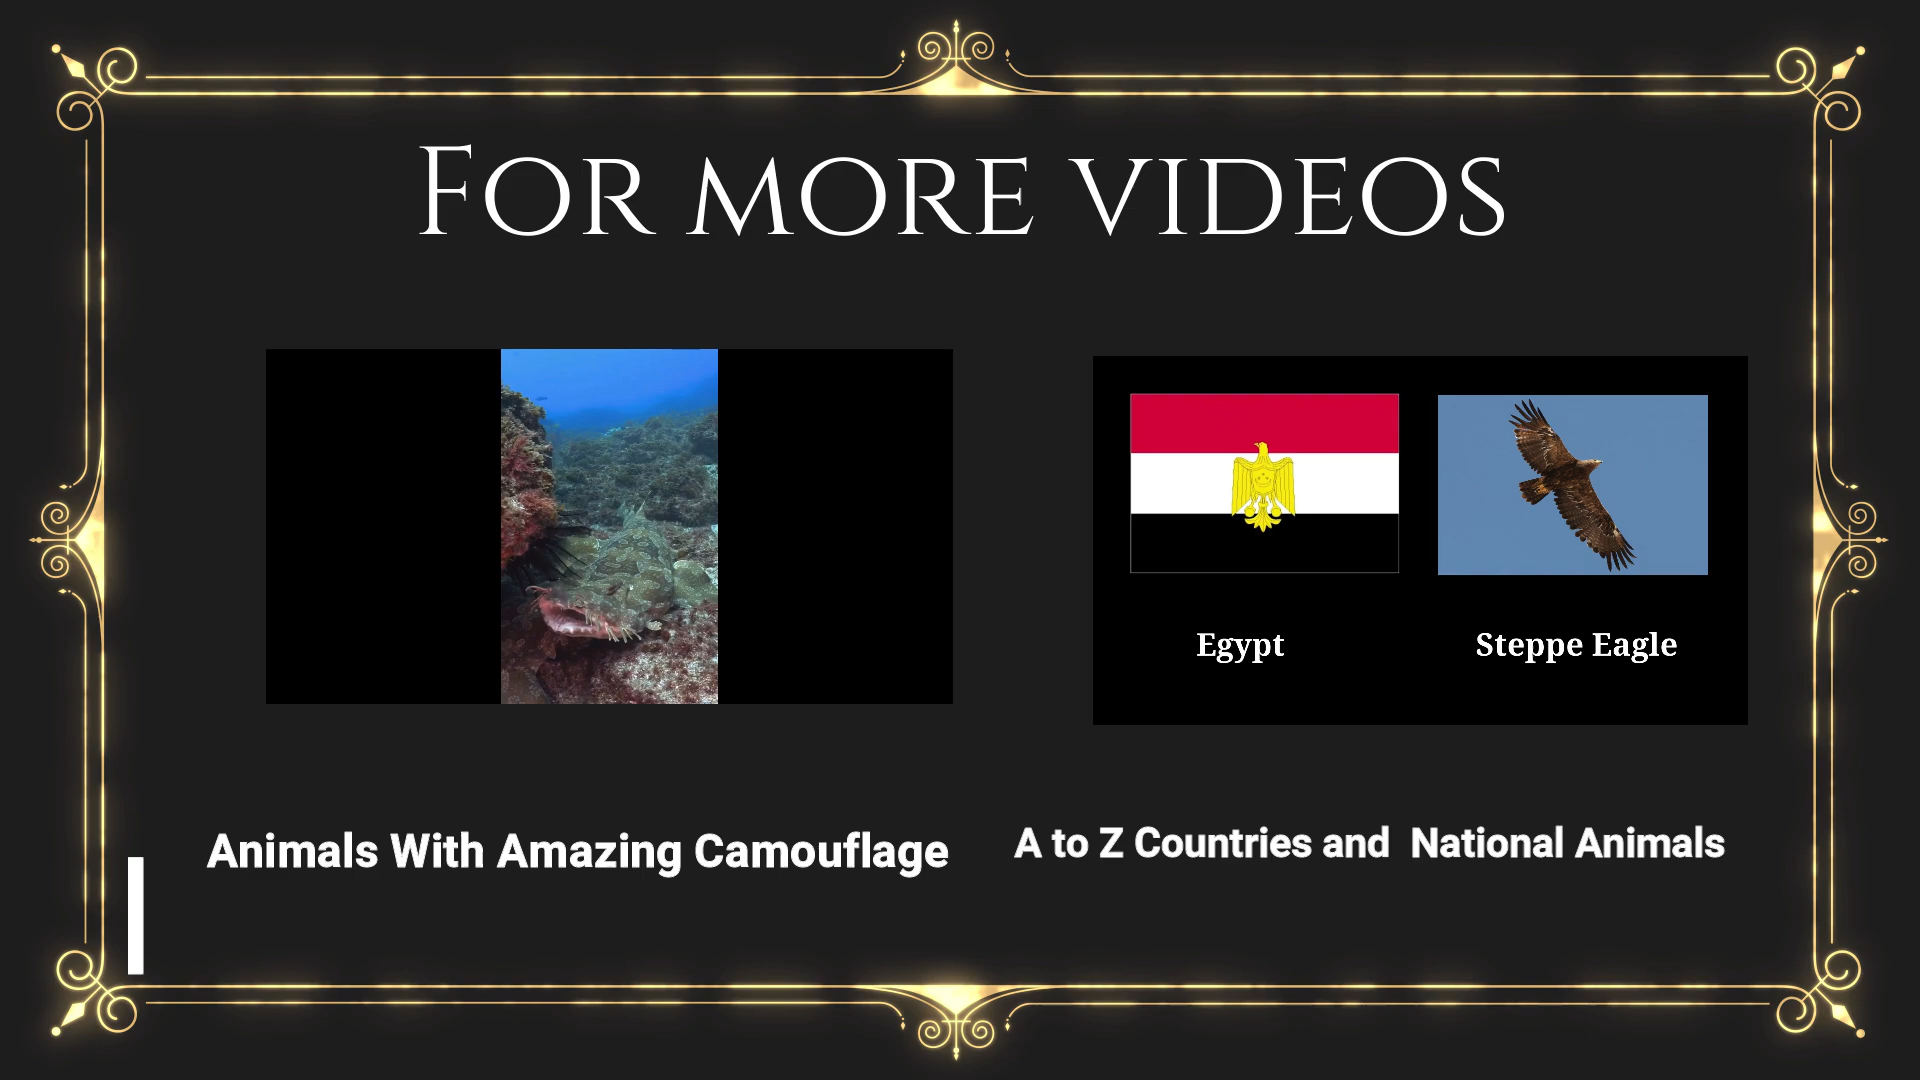 FOR MORE VIDEOS
Egypt
Steppe Eagle
Animals With Amazing Camouflage
A to Z Countries and  National Animals